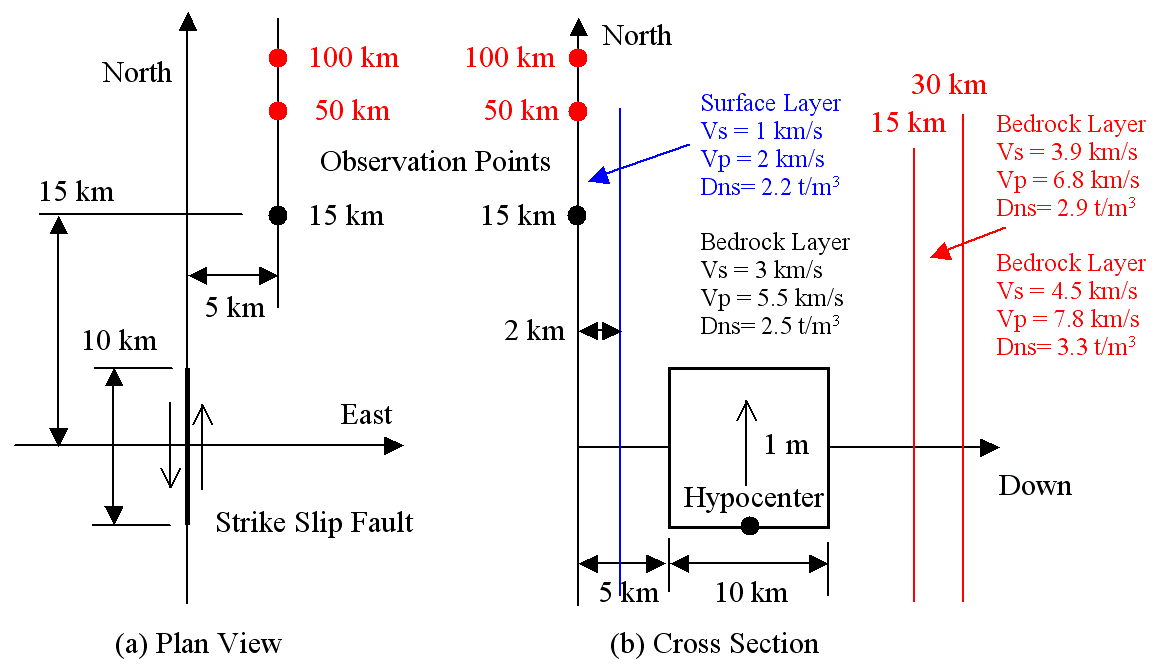 North
100 km
50 km
Observation Points
15 km
15 km
5 km
10 km
East
Strike Slip Fault
(a) Plan View
North
100 km
50 km
15 km
2 km
Surface Layer
Vs = 1 km/s
Vp = 2 km/s
Dns= 2.2 t/m³
Bedrock Layer
Vs = 3 km/s
Vp = 5.5 km/s
Dns= 2.5 t/m³
30 km
15 km
Bedrock Layer
Vs = 3.9 km/s
Vp = 6.8 km/s
Dns= 2.9 t/m³
Bedrock Layer
Vs = 4.5 km/s
Vp = 7.8 km/s
Dns= 3.3 t/m³
1 m
Hypocenter
Down
5 km
10 km
(b) Cross Section